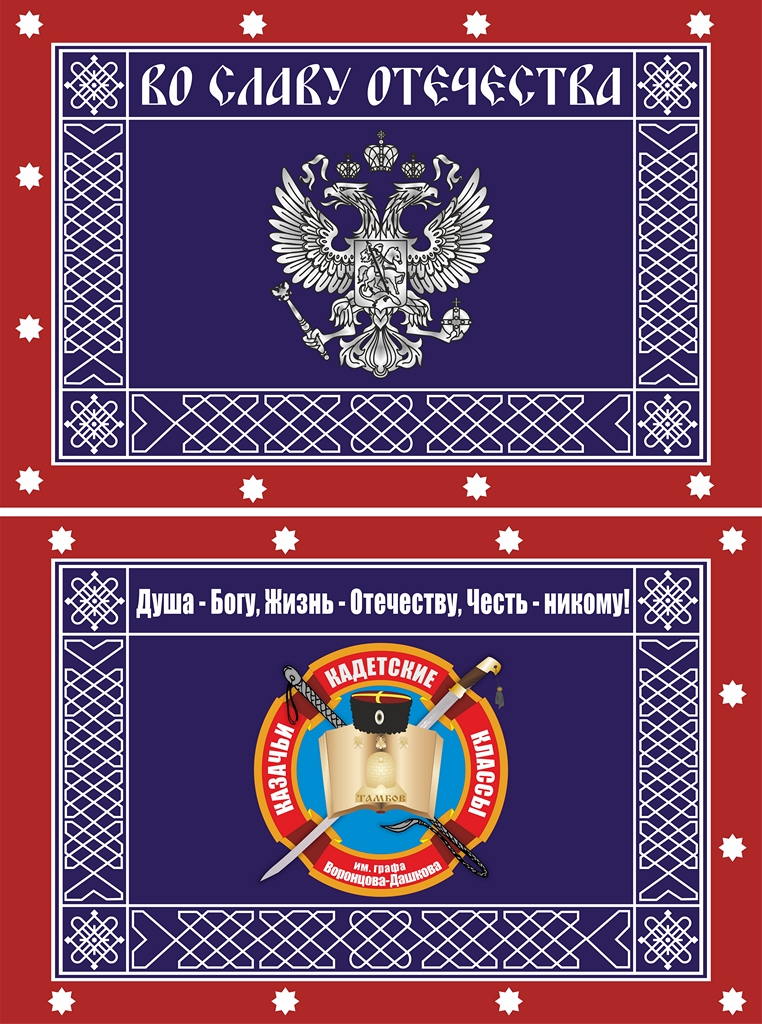 ВО СЛАВУ ОТЕЧЕСТВА
Душа - Богу, Жизнь - Отечеству, Честь - никому!
КАЗАЧЬИ
КАДЕТСКИЕ
КЛАССЫ
ТАМБОВ
им. графа
Воронцова-Дашкова